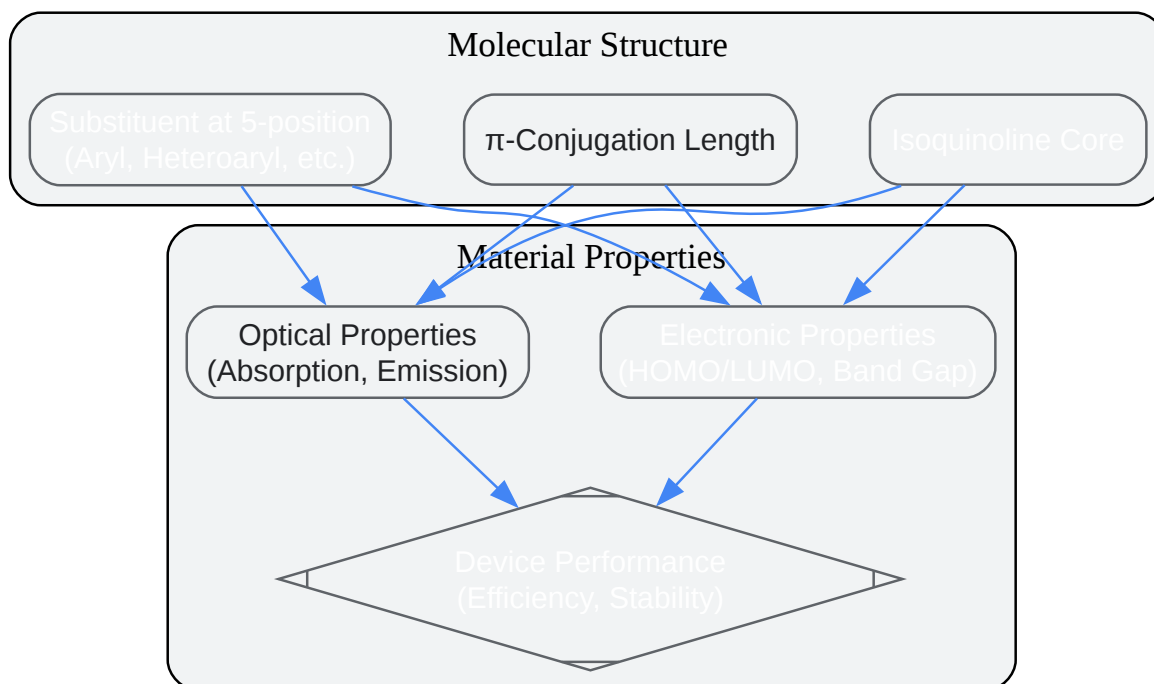 Molecular Structure
Substituent at 5-position
(Aryl, Heteroaryl, etc.)
π-Conjugation Length
Isoquinoline Core
Material Properties
Optical Properties
(Absorption, Emission)
Electronic Properties
(HOMO/LUMO, Band Gap)
Device Performance
(Efficiency, Stability)